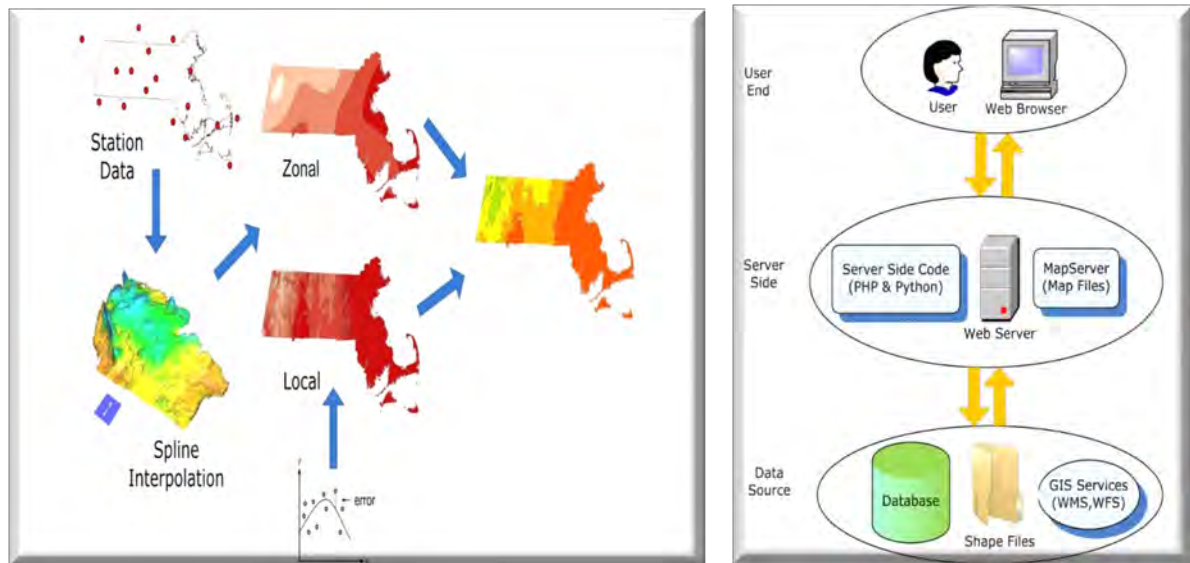 Station
Data
Zonal
Local
Spline
Interpolation
error
User
End
User
Web Browser
Server
Side
Server Side Code
(PHP & Python)
MapServer
(Map Files)
Web Server
Data
Source
Database
GIS Services
(WMS,WFS)
Shape Files